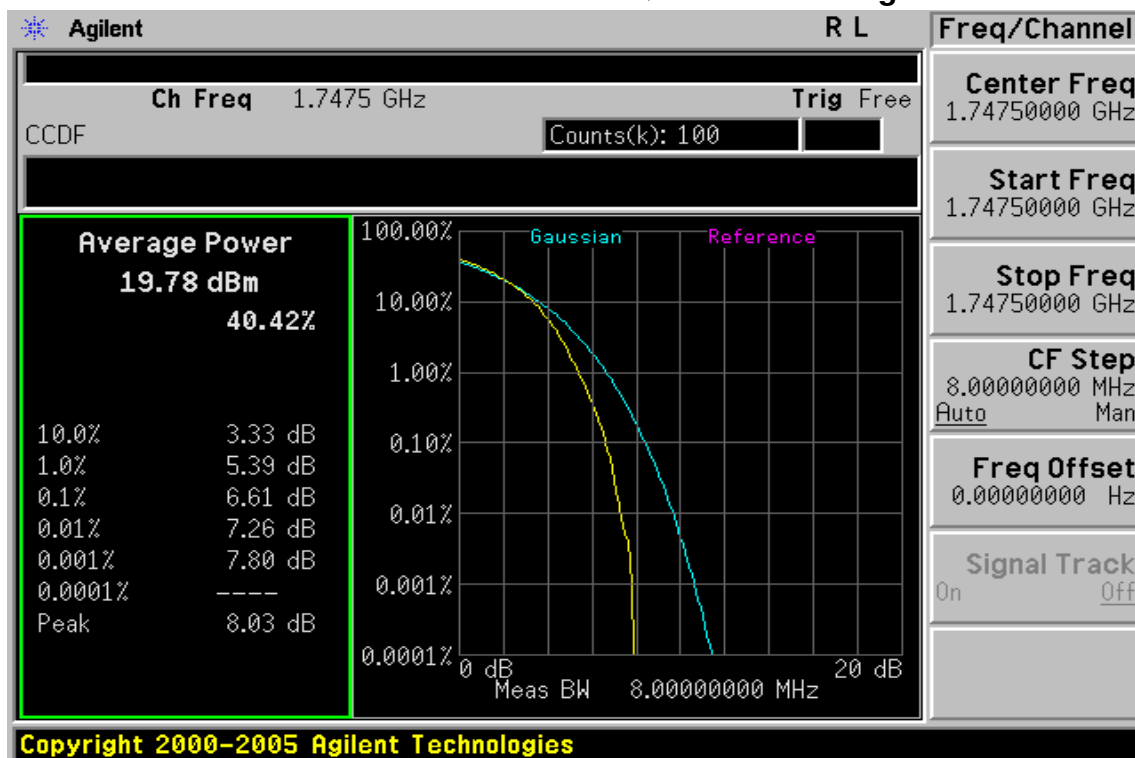 Agilent R L Freq/Channel
Ch Freq 1.7475 GHz Trig Free
CCDF Counts(k): 100
Average Power
19.78 dBm
40.42%
10.0% 3.33 dB
1.0% 5.39 dB
0.1% 6.61 dB
0.01% 7.26 dB
0.001% 7.80 dB
0.0001% ----
Peak 8.03 dB
Gaussian Reference
100.00%
10.00%
1.00%
0.10%
0.01%
0.001%
0.0001%
0 dB 20 dB
Meas BW 8.00000000 MHz
Center Freq
1.74750000 GHz
Start Freq
1.74750000 GHz
Stop Freq
1.74750000 GHz
CF Step
8.00000000 MHz
Auto Man
Freq Offset
0.00000000 Hz
Signal Track
On Off
Copyright 2000-2005 Agilent Technologies